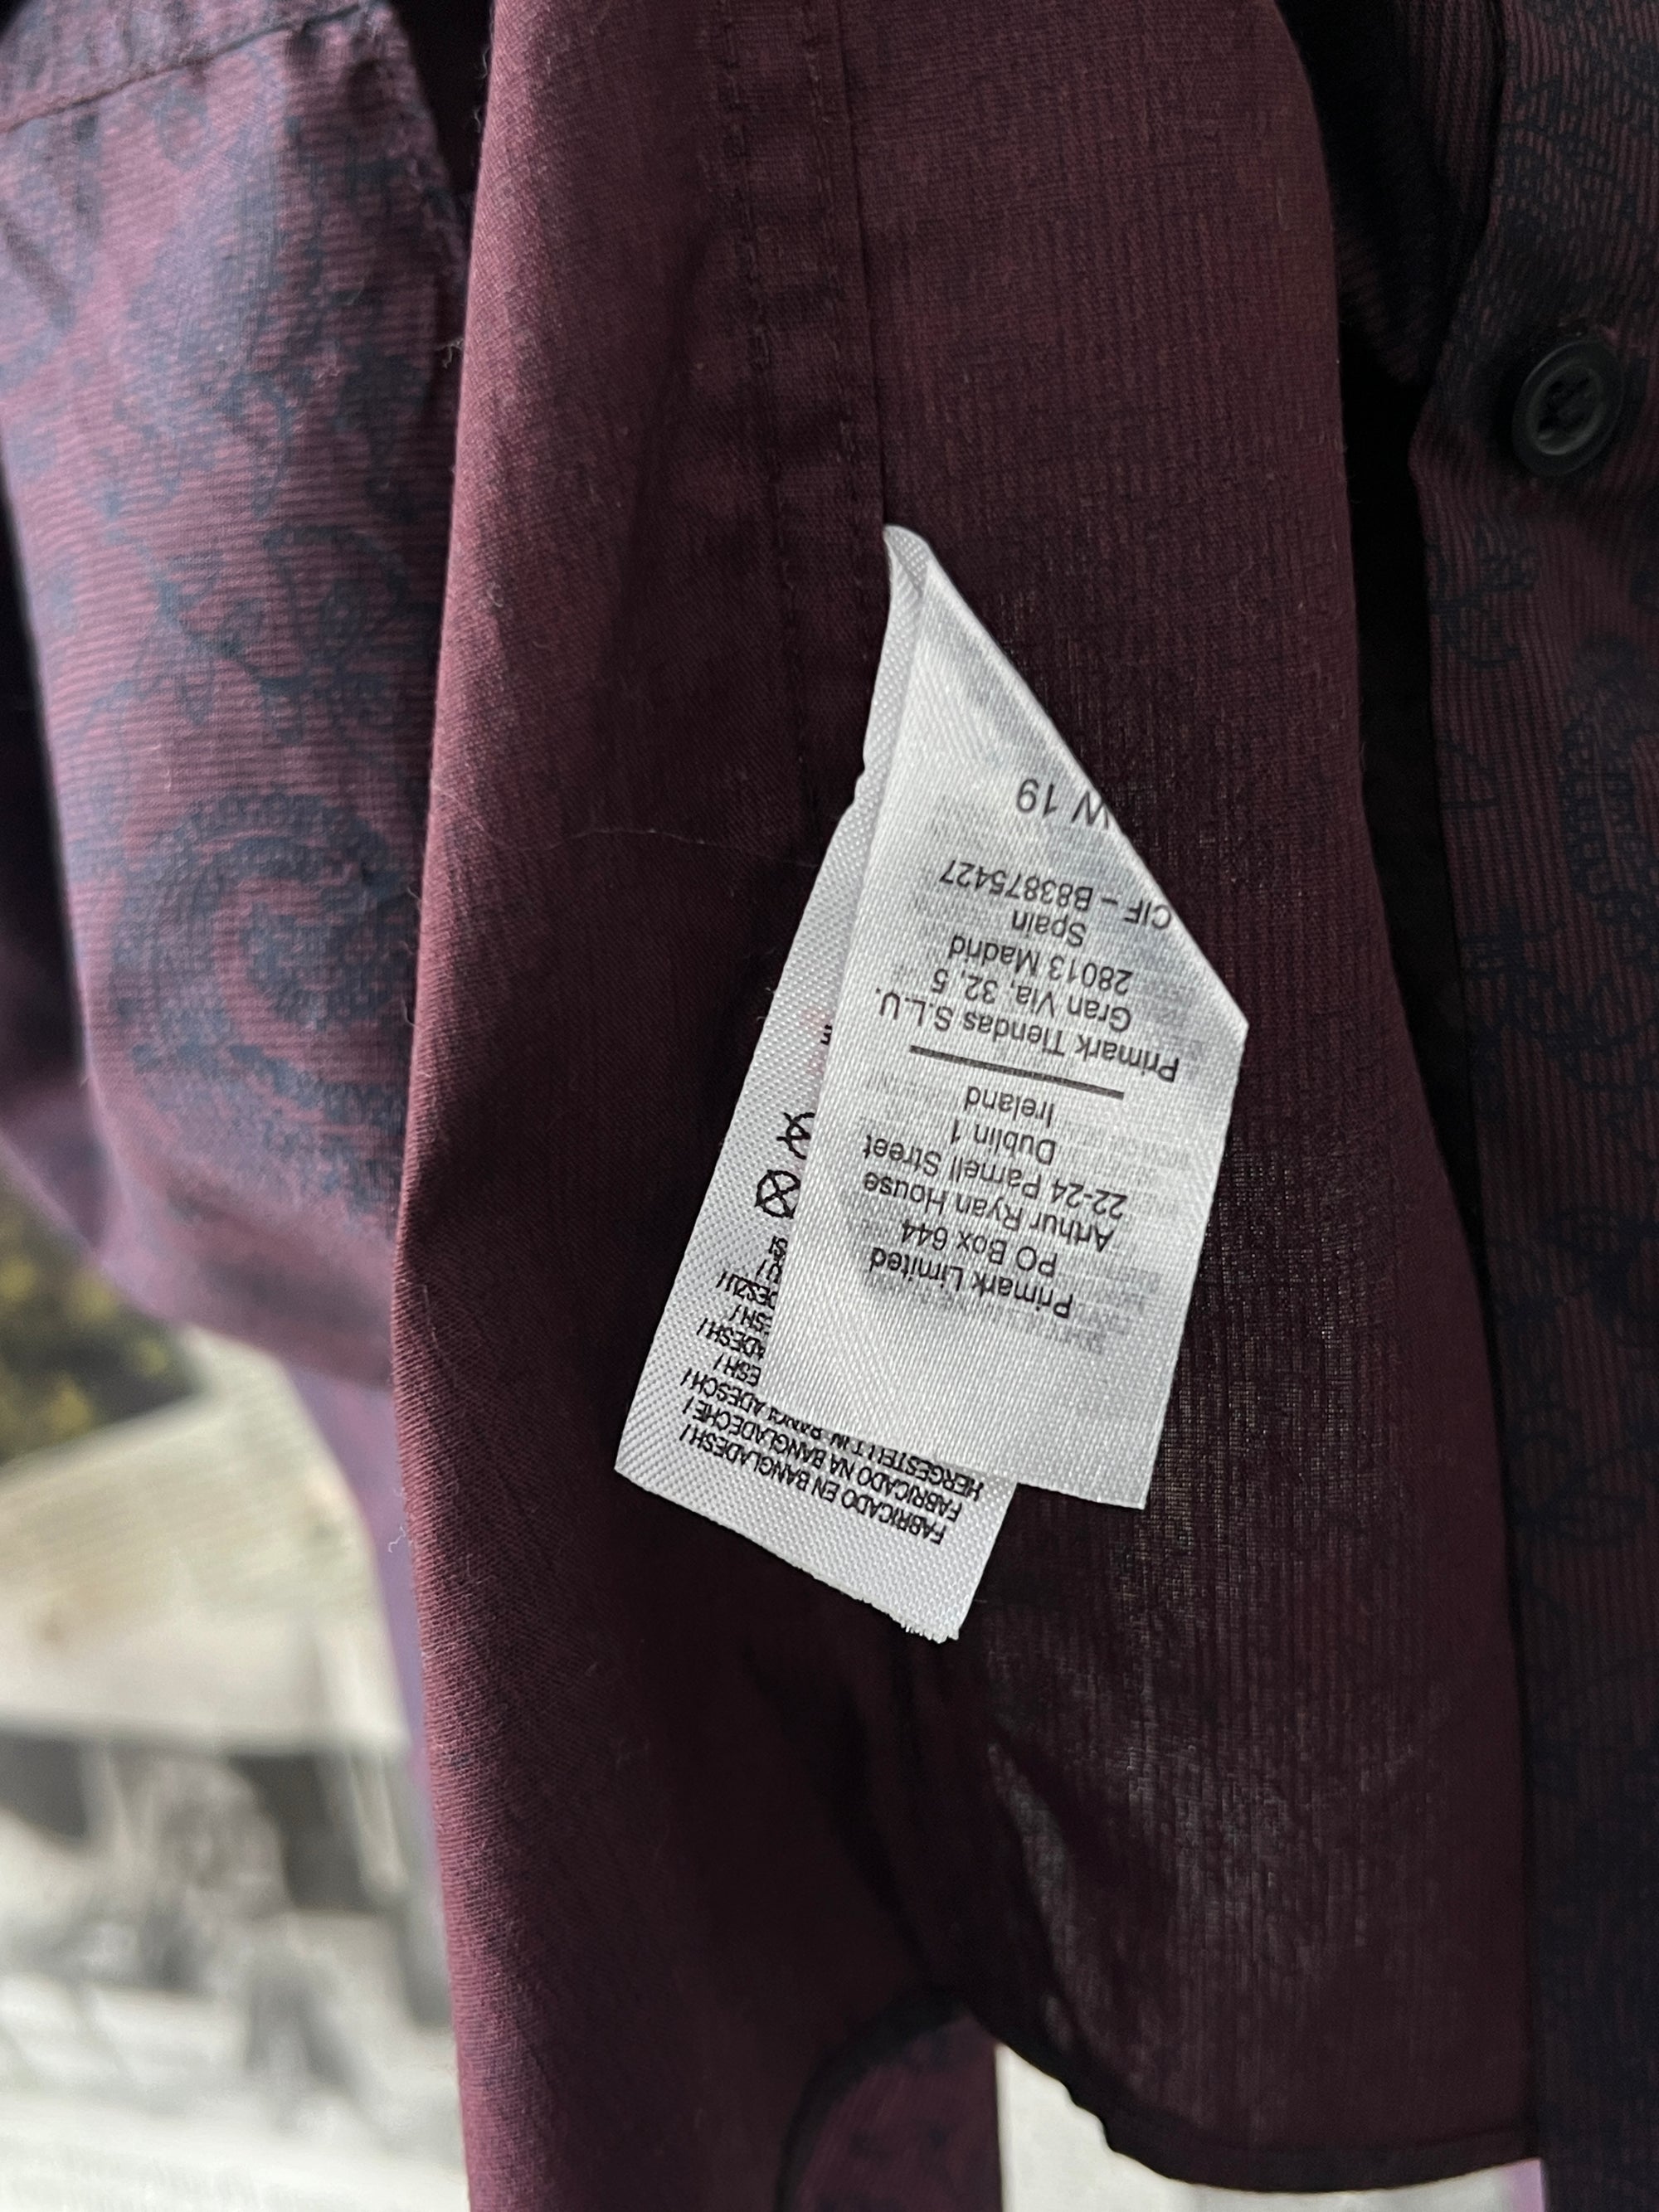 Primark Limited
PO Box 644
Arthur Ryan House
22-24 Parnell Street
Dublin 1
Ireland
Primark Tiendas S.L.U.
Gran Via, 32, 5
28013 Madrid
Spain
CIF – B83875427
W 19
FABRICADO EN BANGLADESH /
FABRICADO NA BANGLADECHE /
HERGESTELLT IN BANGLADESCH /